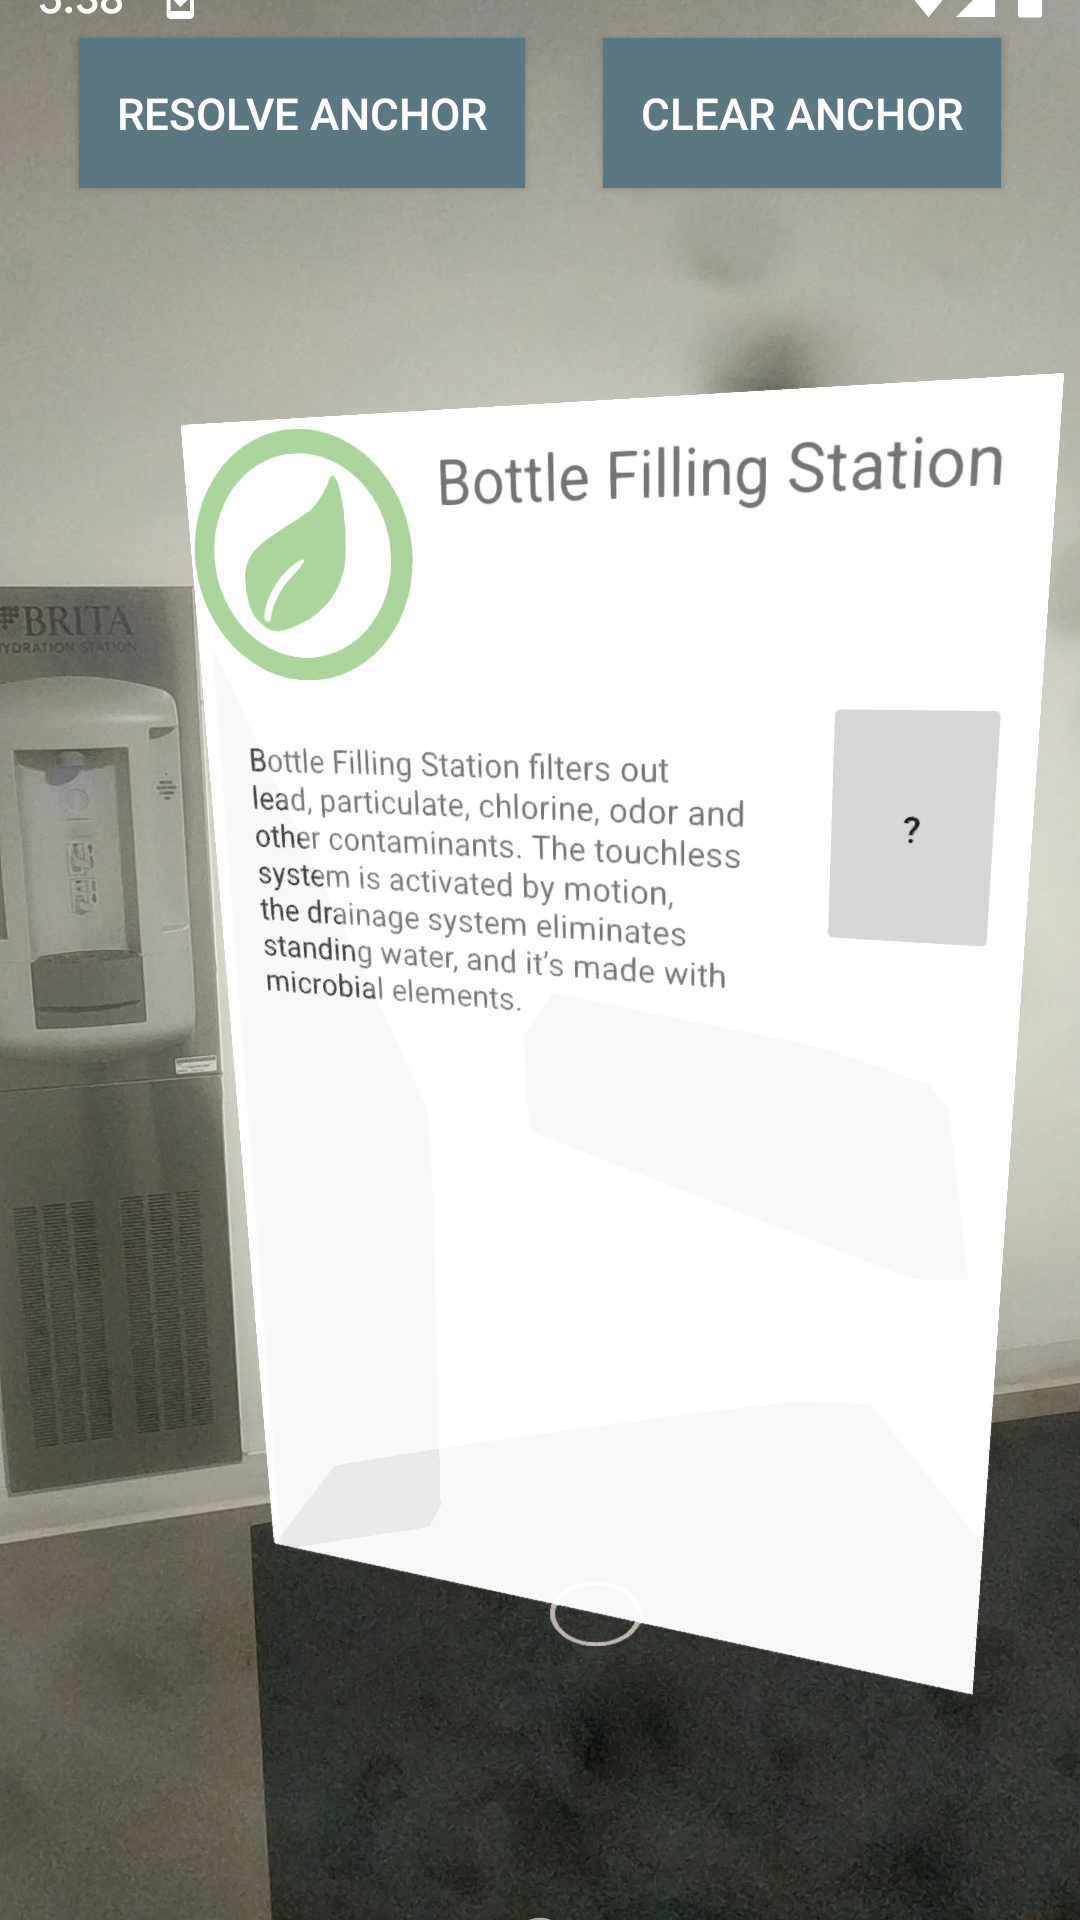 RESOLVE ANCHOR
CLEAR ANCHOR
Bottle Filling Station
BRITA
HYDRATION STATION
Bottle Filling Station filters out
lead, particulate, chlorine, odor and
other contaminants. The touchless
system is activated by motion,
the drainage system eliminates
standing water, and it's made with
microbial elements.
?